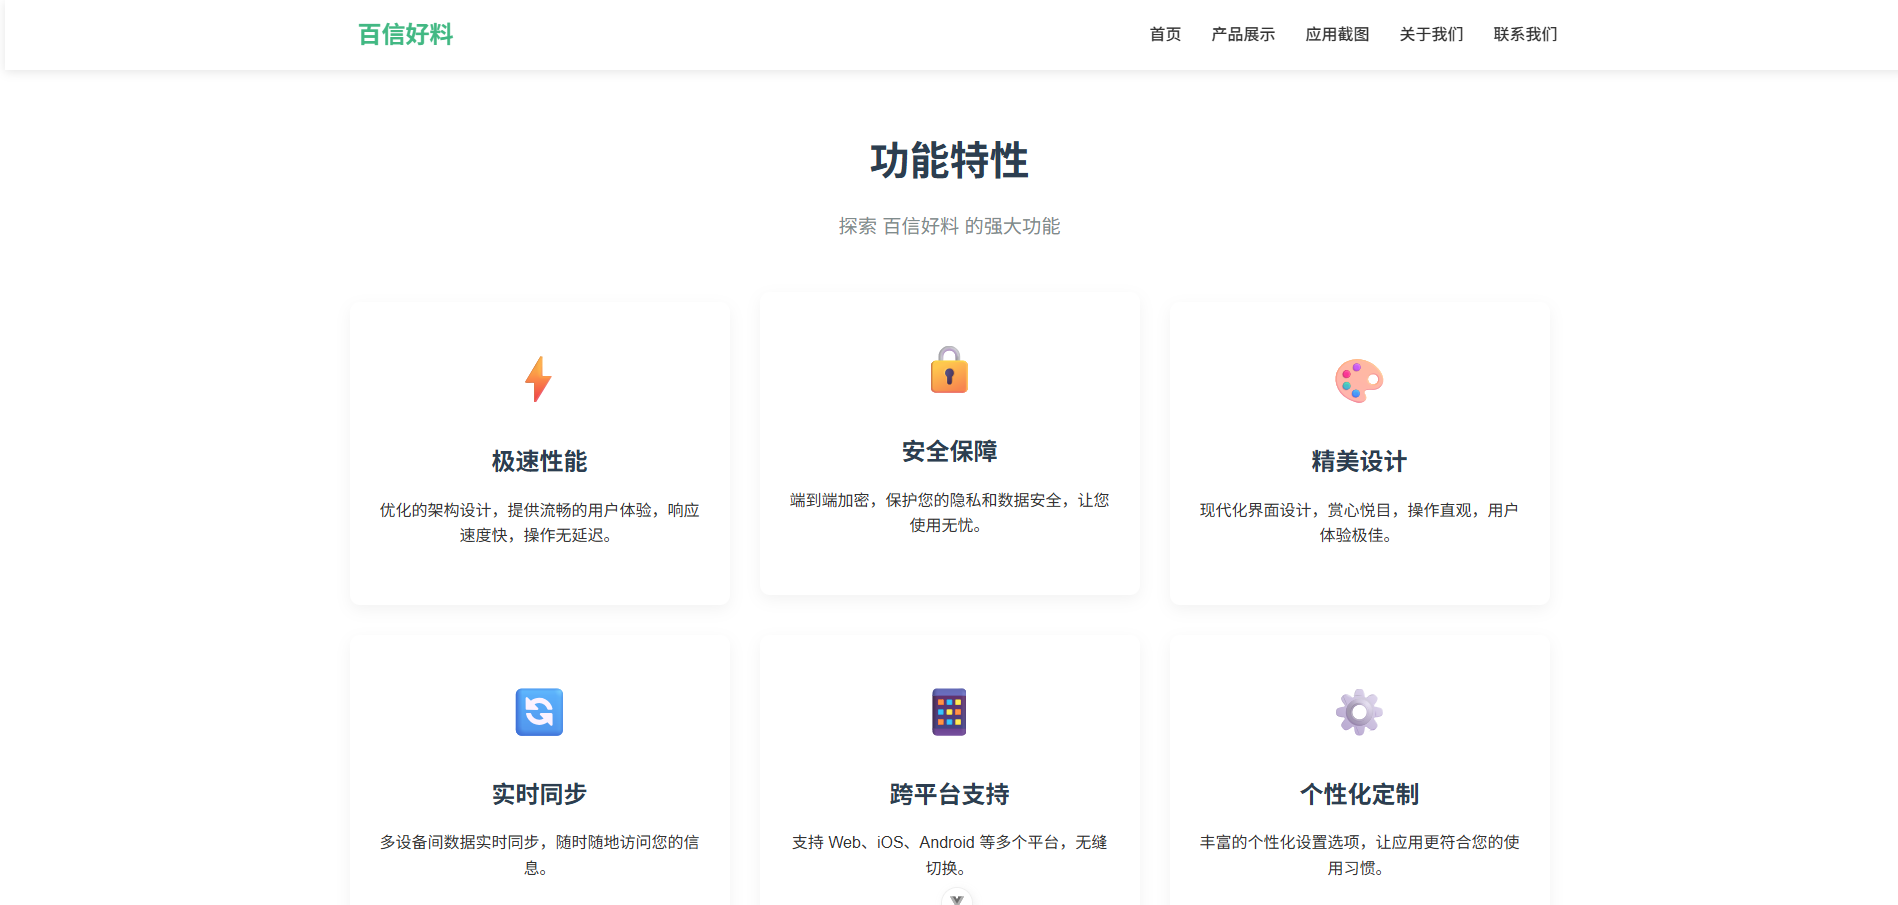 百信好料
首页 产品展示 应用截图 关于我们 联系我们
功能特性
探索 百信好料 的强大功能
极速性能
优化的架构设计，提供流畅的用户体验，响应
速度快，操作无延迟。
安全保障
端到端加密，保护您的隐私和数据安全，让您
使用无忧。
精美设计
现代化界面设计，赏心悦目，操作直观，用户
体验极佳。
实时同步
多设备间数据实时同步，随时随地访问您的信
息。
跨平台支持
支持 Web、iOS、Android 等多个平台，无缝
切换。
个性化定制
丰富的个性化设置选项，让应用更符合您的使
用习惯。